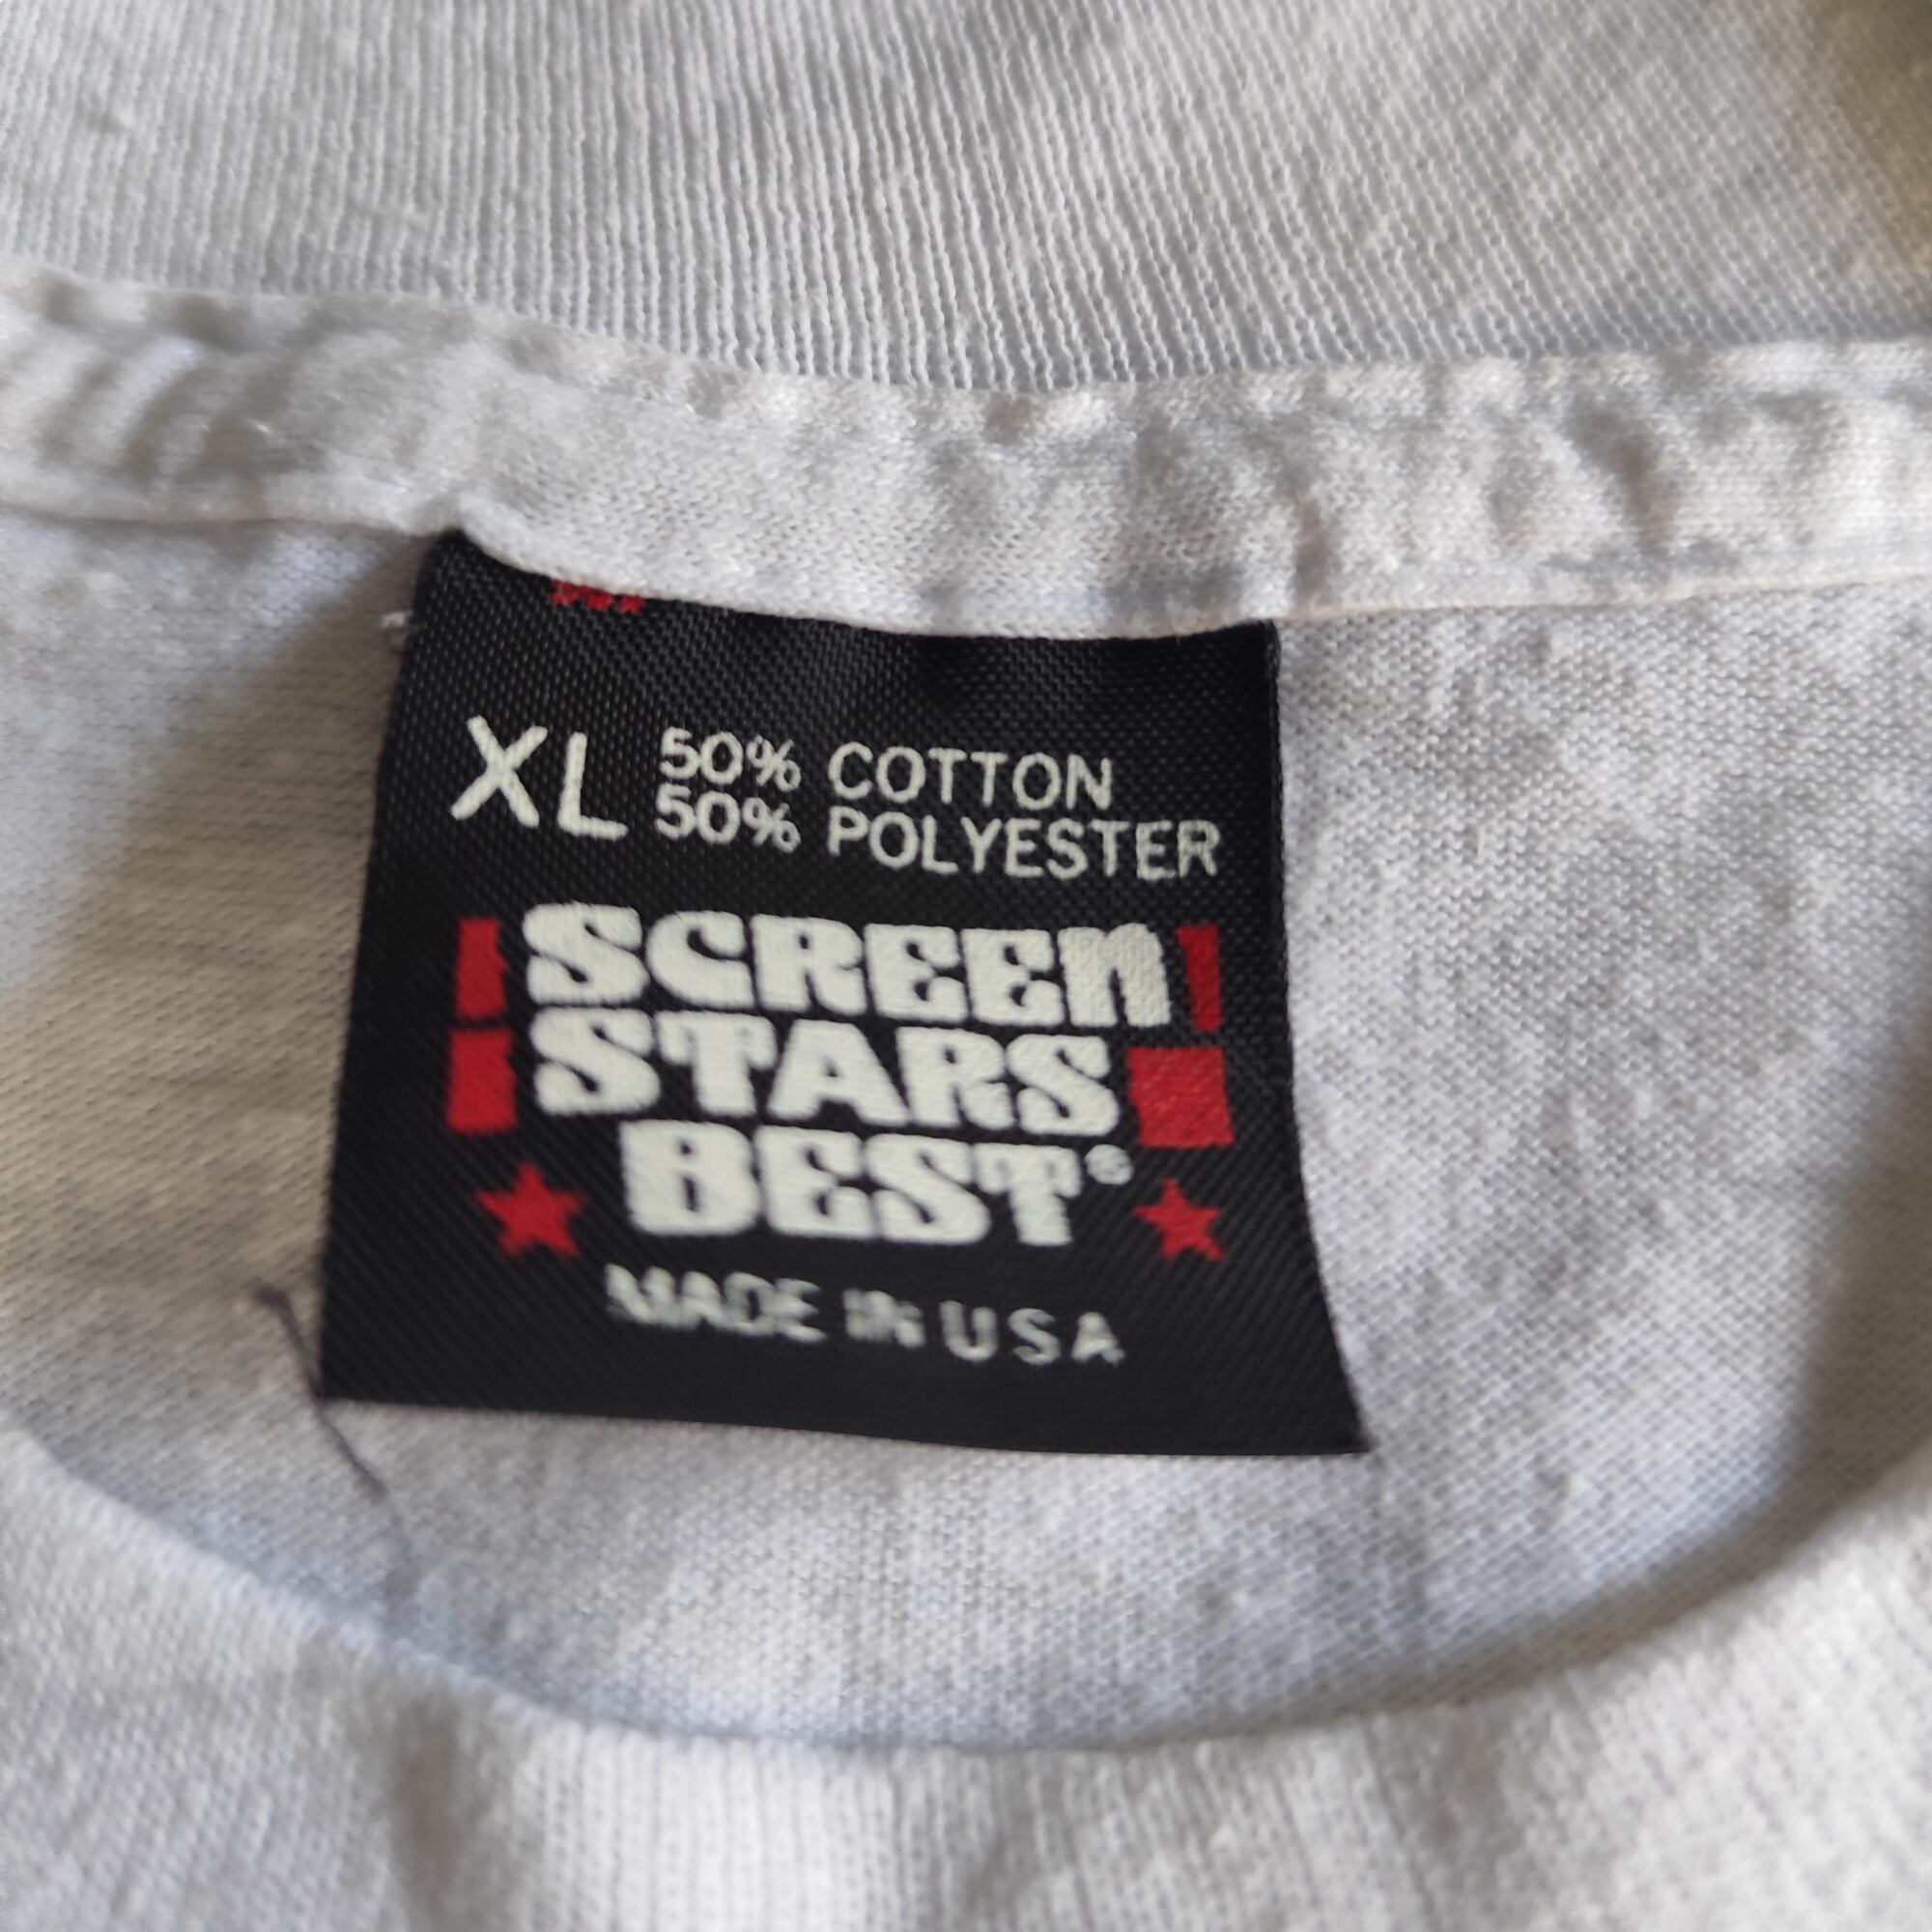 XL 50% COTTON
50% POLYESTER
SCREEN
STARS
BEST®
MADE IN USA